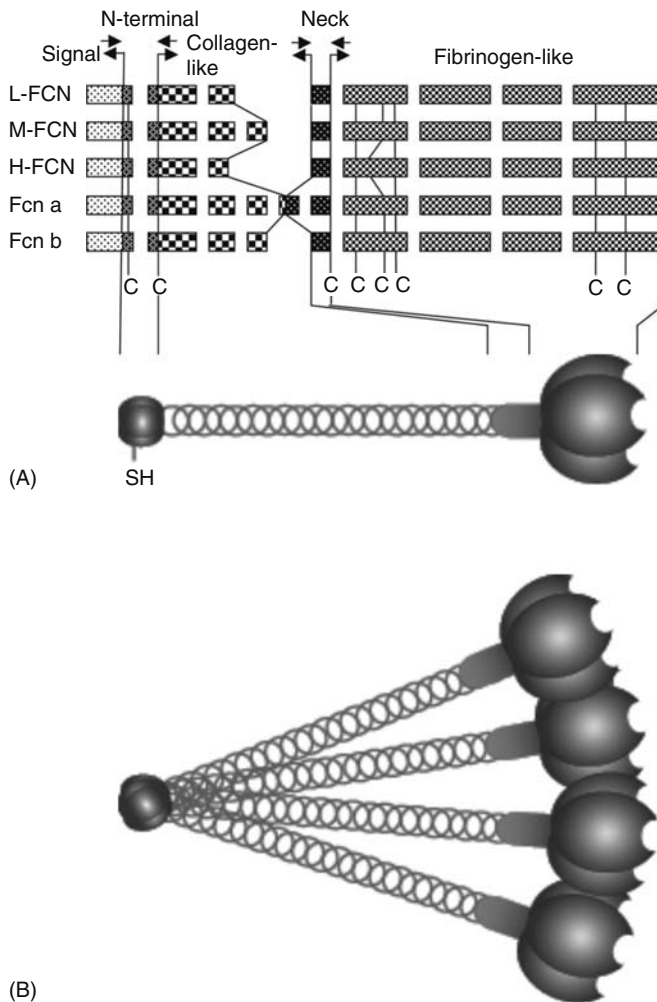 N-terminal
Neck
Signal
Collagen-
like
Fibrinogen-like
L-FCN
M-FCN
H-FCN
Fcn a
Fcn b
C C C C C C C C
SH
(A)
(B)